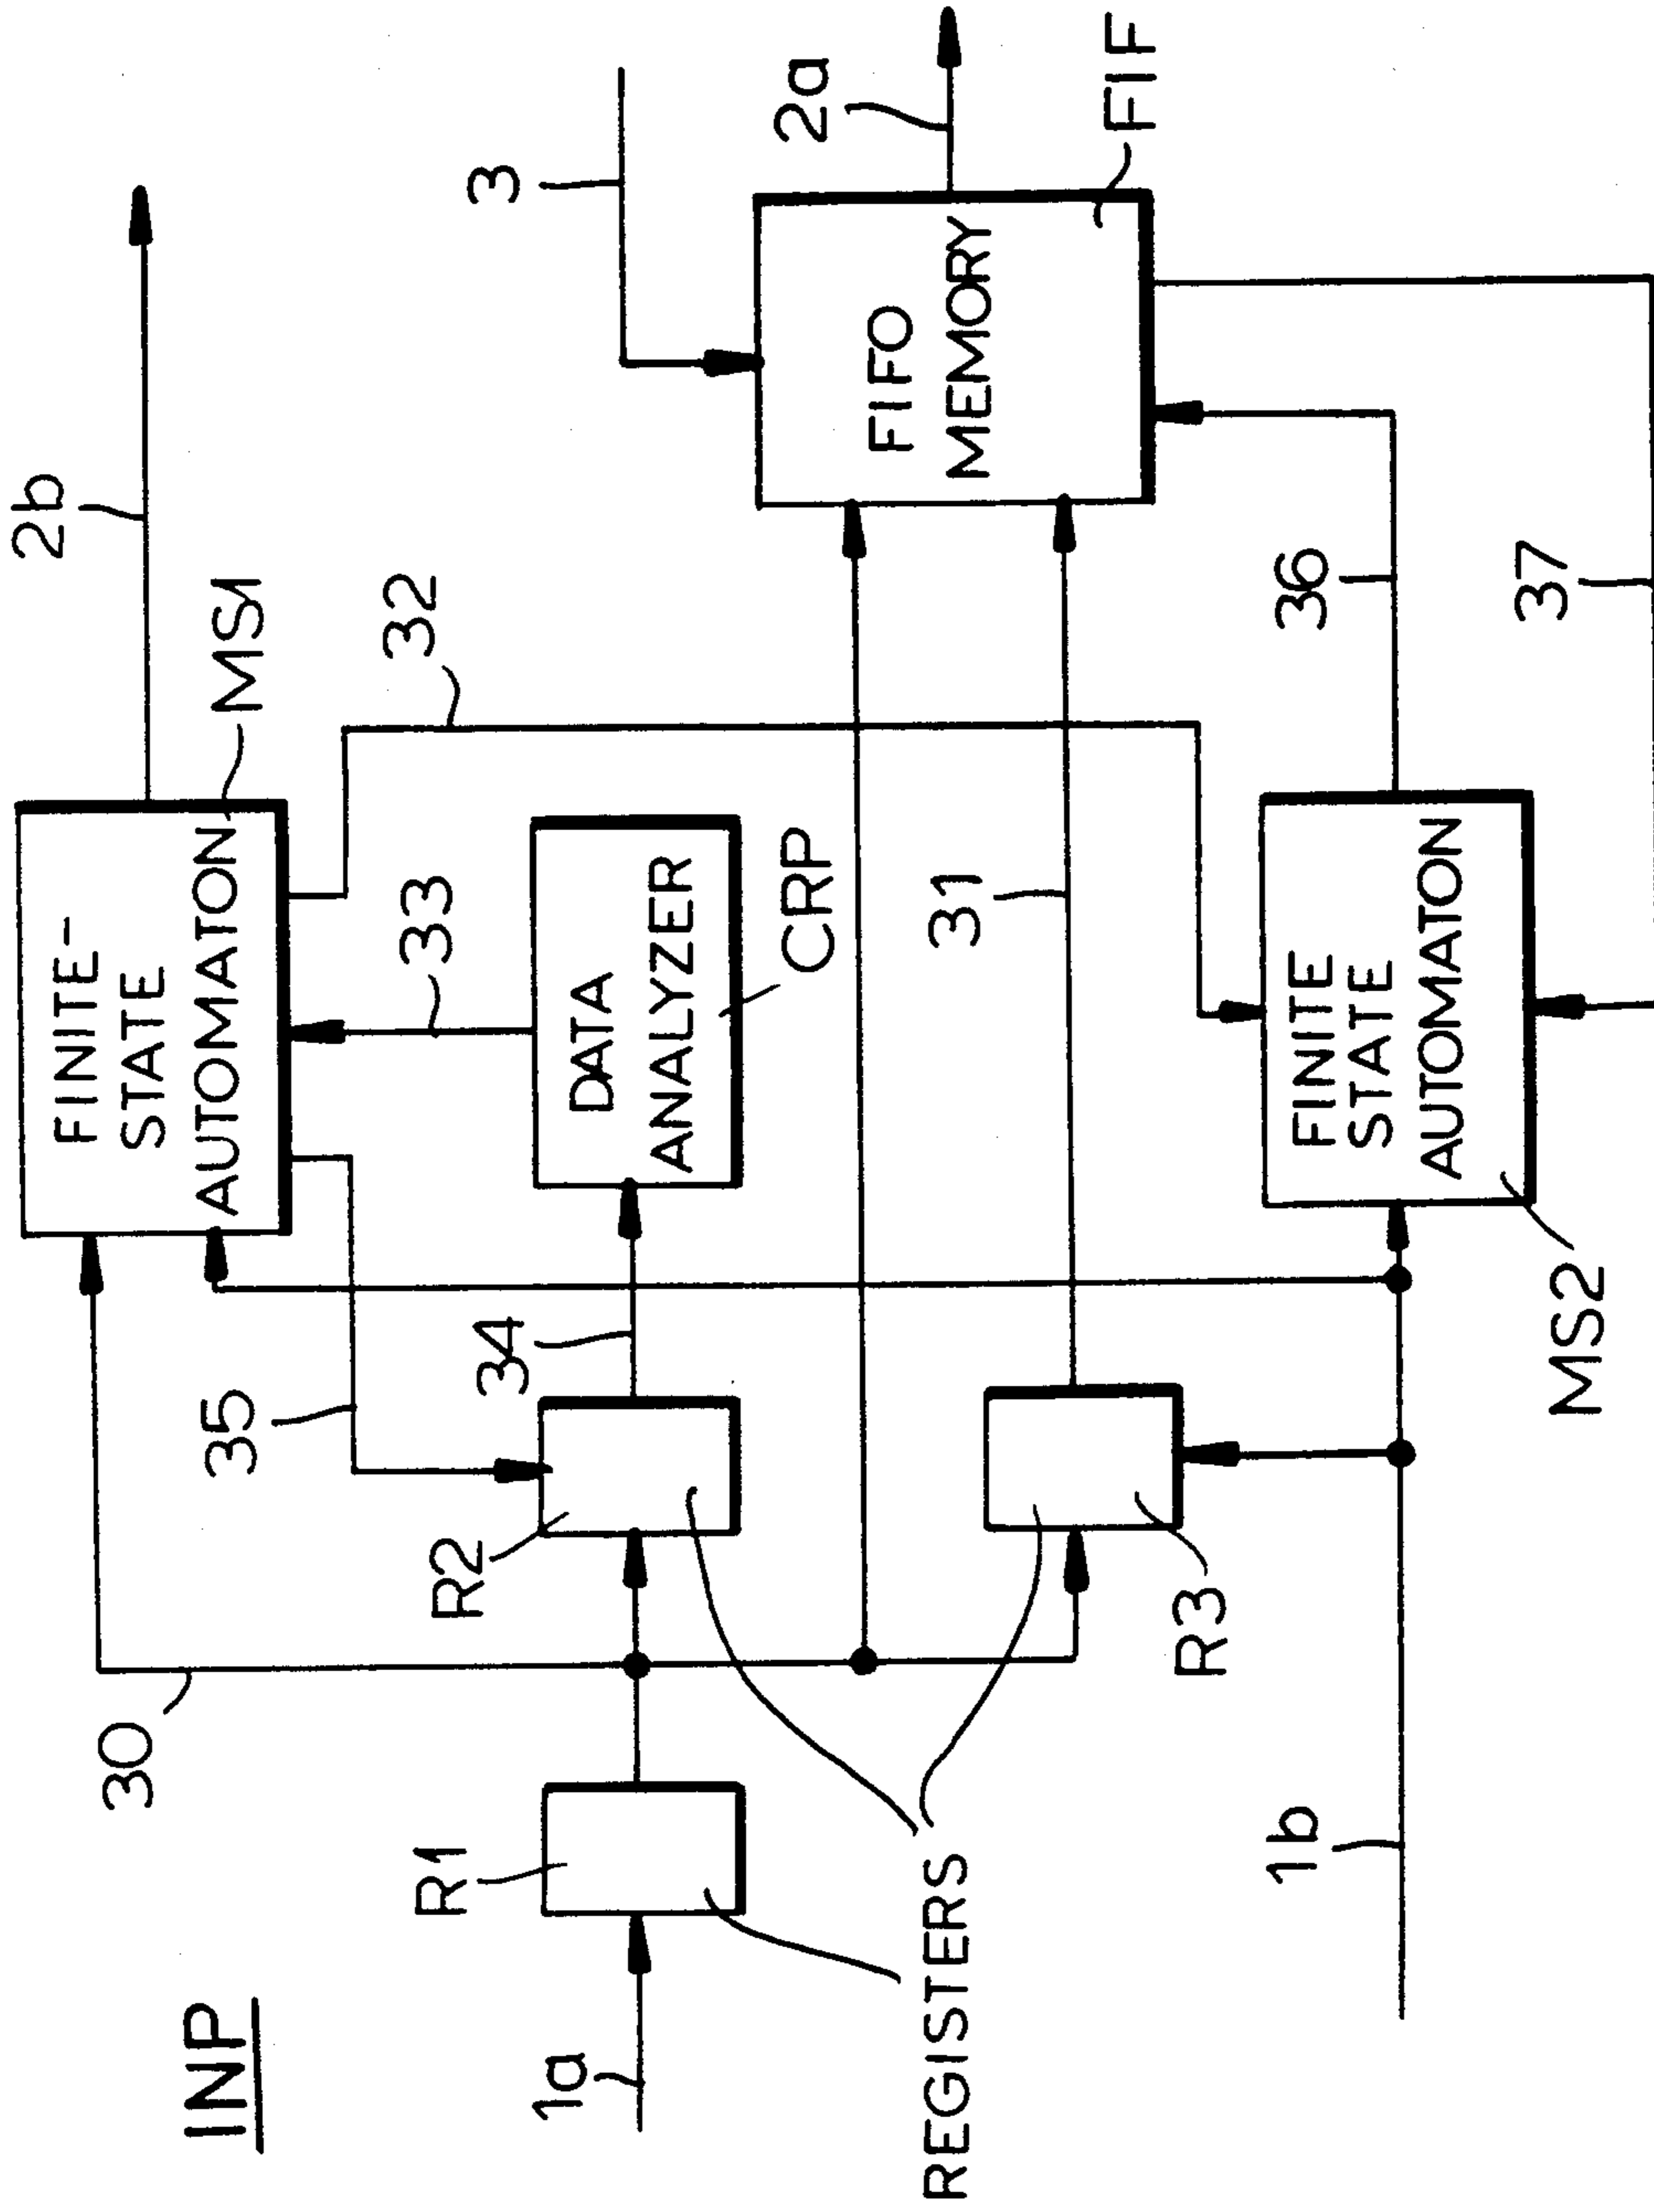 INP
2b
FINITE-
STATE
AUTOMATON
MS1
30
35
33
32
3
R1
R2
34
DATA
ANALYZER
CRP
1a
FIFO
MEMORY
2a
FIF
REGISTERS
R3
31
1b
FINITE
STATE
AUTOMATON
MS2
36
37